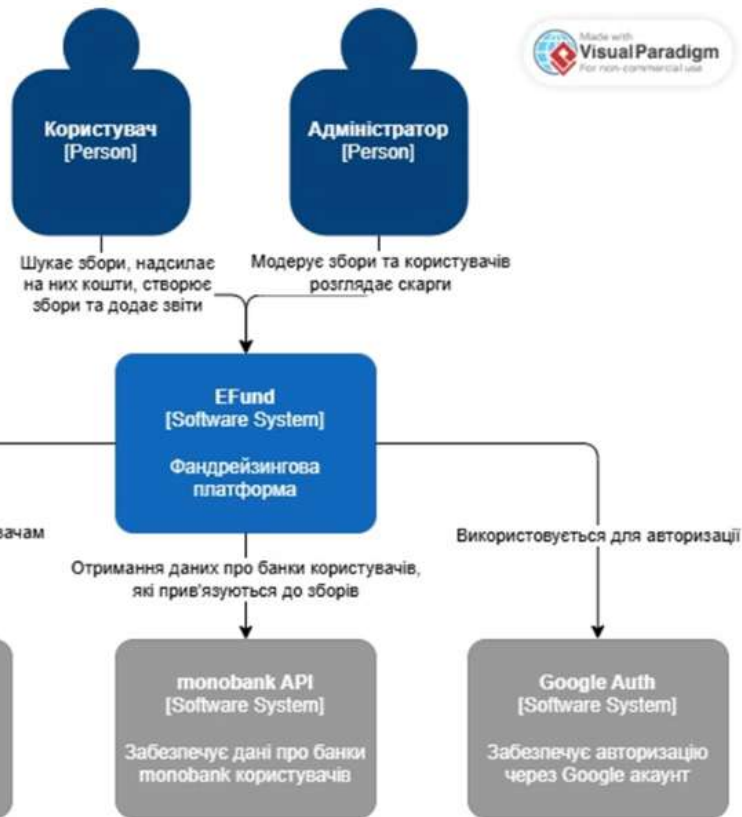 Made with
Visual Paradigm
For non-commercial use
Користувач
[Person]
Адміністратор
[Person]
Шукає збори, надсилає
на них кошти, створює
збори та додає звіти
Модерує збори та користувачів
розглядає скарги
EFund
[Software System]
Фандрейзингова
платформа
Отримання даних про банки користувачів,
які прив'язуються до зборів
Використовується для авторизації
monobank API
[Software System]
Забезпечує дані про банки
monobank користувачів
Google Auth
[Software System]
Забезпечує авторизацію
через Google акаунт